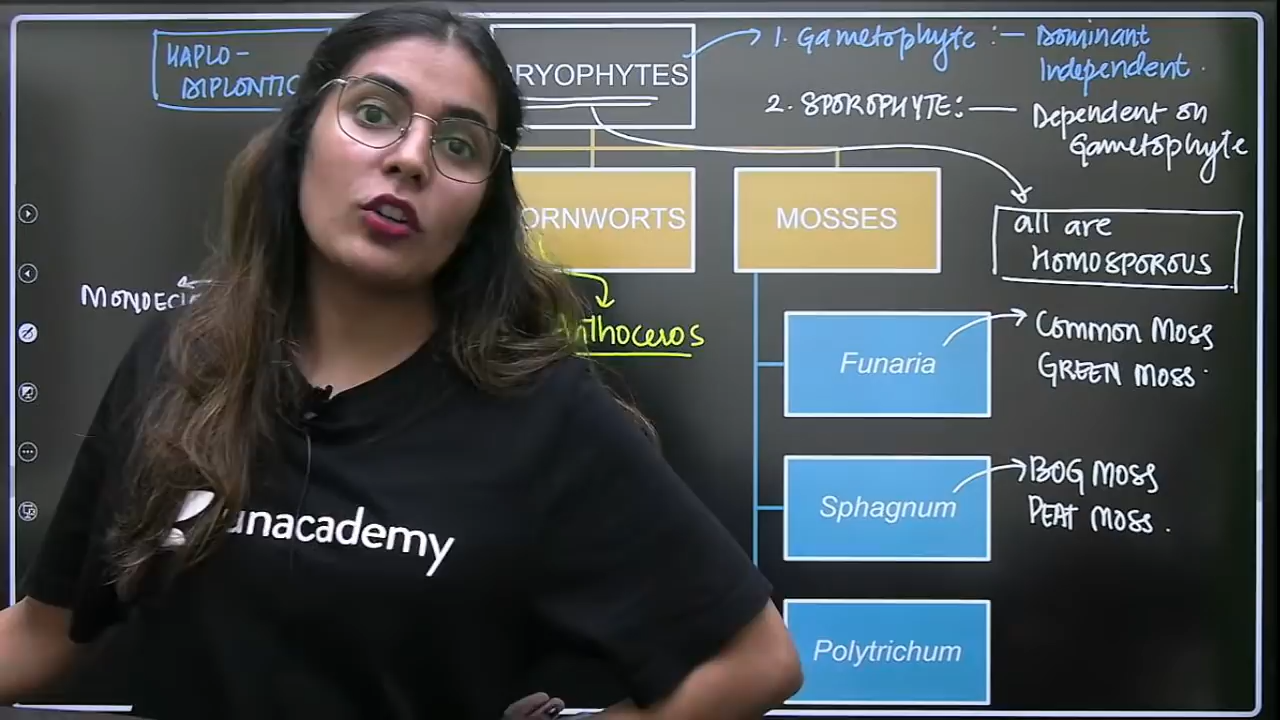 HAPLO-
DIPLONTIC
RYOPHYTES
1. Gametophyte :— Dominant
Independent.
2. SPOROPHYTE: — Dependent on
Gametophyte
ORNWORTS
MOSSES
all are
HOMOSPOROUS
MONOECI
nthoceros
Funaria
Common Moss
GREEN MOSS
Sphagnum
BOG MOSS
PEAT MOSS.
Polytrichum
unacademy